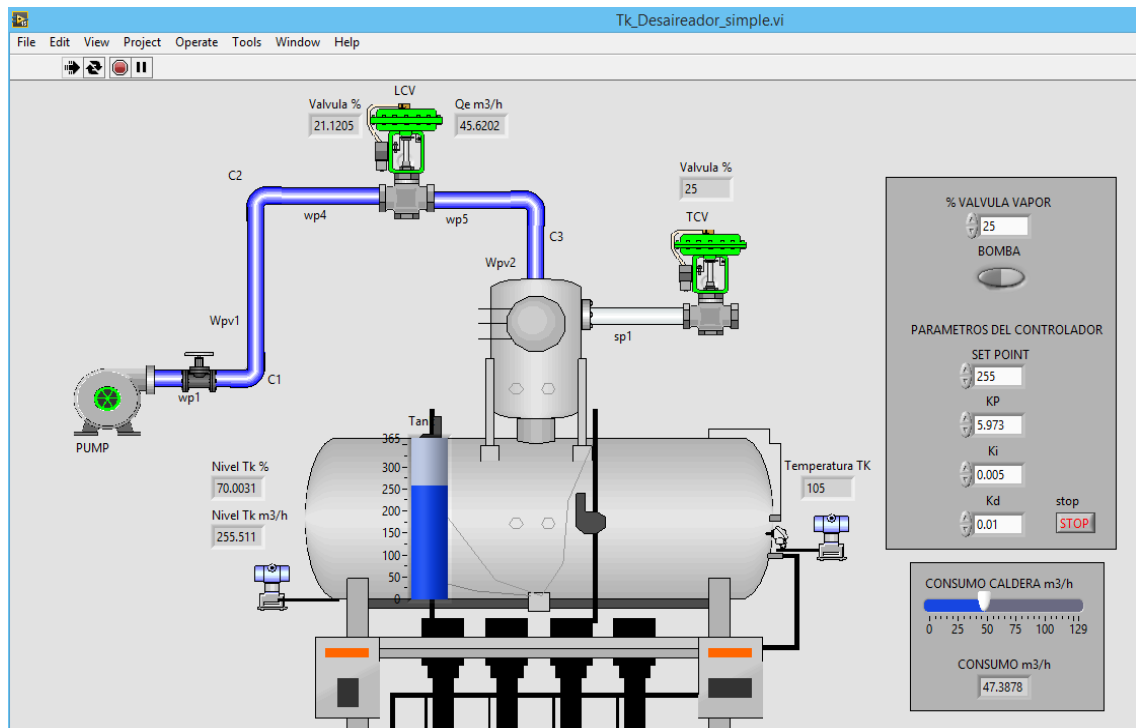 Tk_Desaireador_simple.vi
File Edit View Project Operate Tools Window Help
LCV
Valvula %
21.1205
Qe m3/h
45.6202
C2
wp4
wp5
C3
Wpv2
Valvula %
25
TCV
sp1
Wpv1
C1
wp1
PUMP
Tan
365
300
250
200
150
100
50
0
Nivel Tk %
70.0031
Nivel Tk m3/h
255.511
Temperatura TK
105
% VALVULA VAPOR
25
BOMBA
PARAMETROS DEL CONTROLADOR
SET POINT
255
KP
5.973
Ki
0.005
Kd
0.01
stop
STOP
CONSUMO CALDERA m3/h
0 25 50 75 100 129
CONSUMO m3/h
47.3878